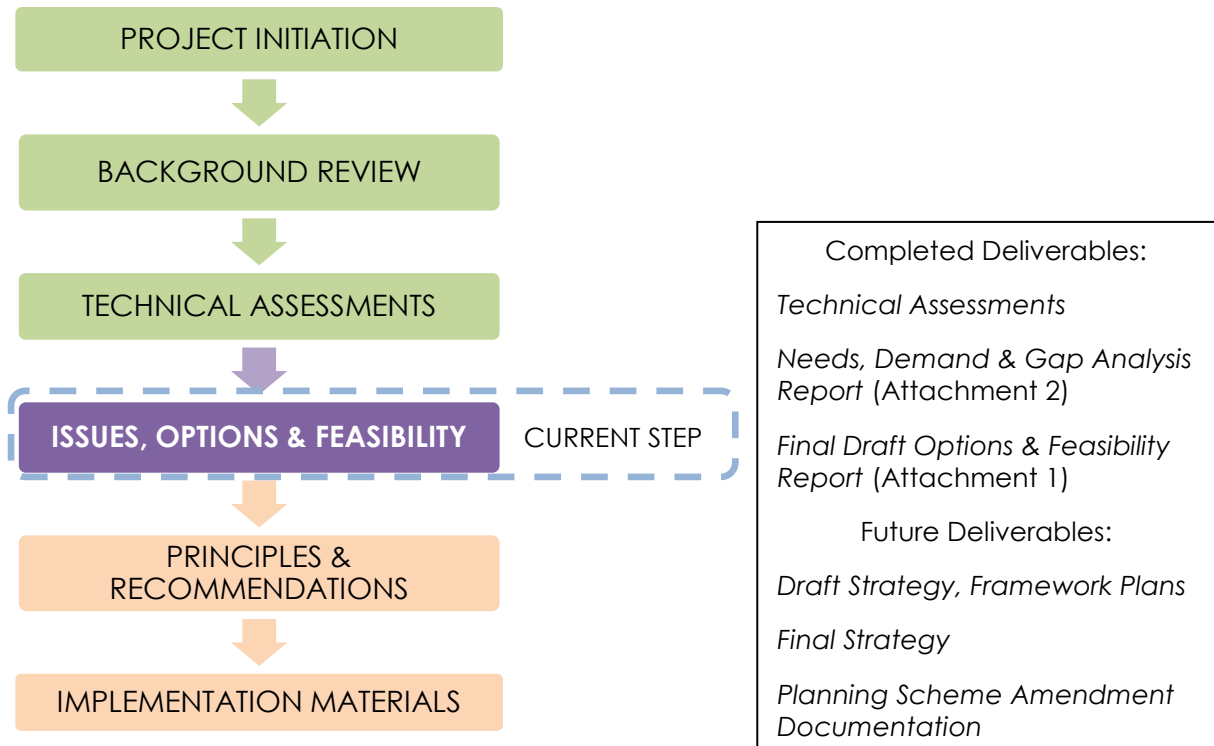 PROJECT INITIATION
BACKGROUND REVIEW
TECHNICAL ASSESSMENTS
ISSUES, OPTIONS & FEASIBILITY
CURRENT STEP
PRINCIPLES &
RECOMMENDATIONS
IMPLEMENTATION MATERIALS
Completed Deliverables:
Technical Assessments
Needs, Demand & Gap Analysis
Report (Attachment 2)
Final Draft Options & Feasibility
Report (Attachment 1)
Future Deliverables:
Draft Strategy, Framework Plans
Final Strategy
Planning Scheme Amendment
Documentation